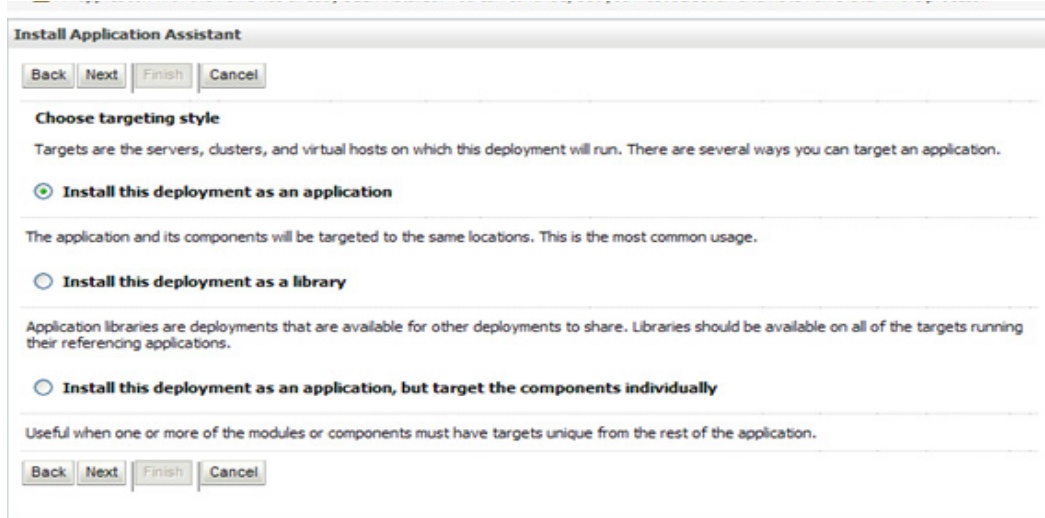 Install Application Assistant
Back Next Finish Cancel
Choose targeting style
Targets are the servers, clusters, and virtual hosts on which this deployment will run. There are several ways you can target an application.
Install this deployment as an application
The application and its components will be targeted to the same locations. This is the most common usage.
Install this deployment as a library
Application libraries are deployments that are available for other deployments to share. Libraries should be available on all of the targets running
their referencing applications.
Install this deployment as an application, but target the components individually
Useful when one or more of the modules or components must have targets unique from the rest of the application.
Back Next Finish Cancel